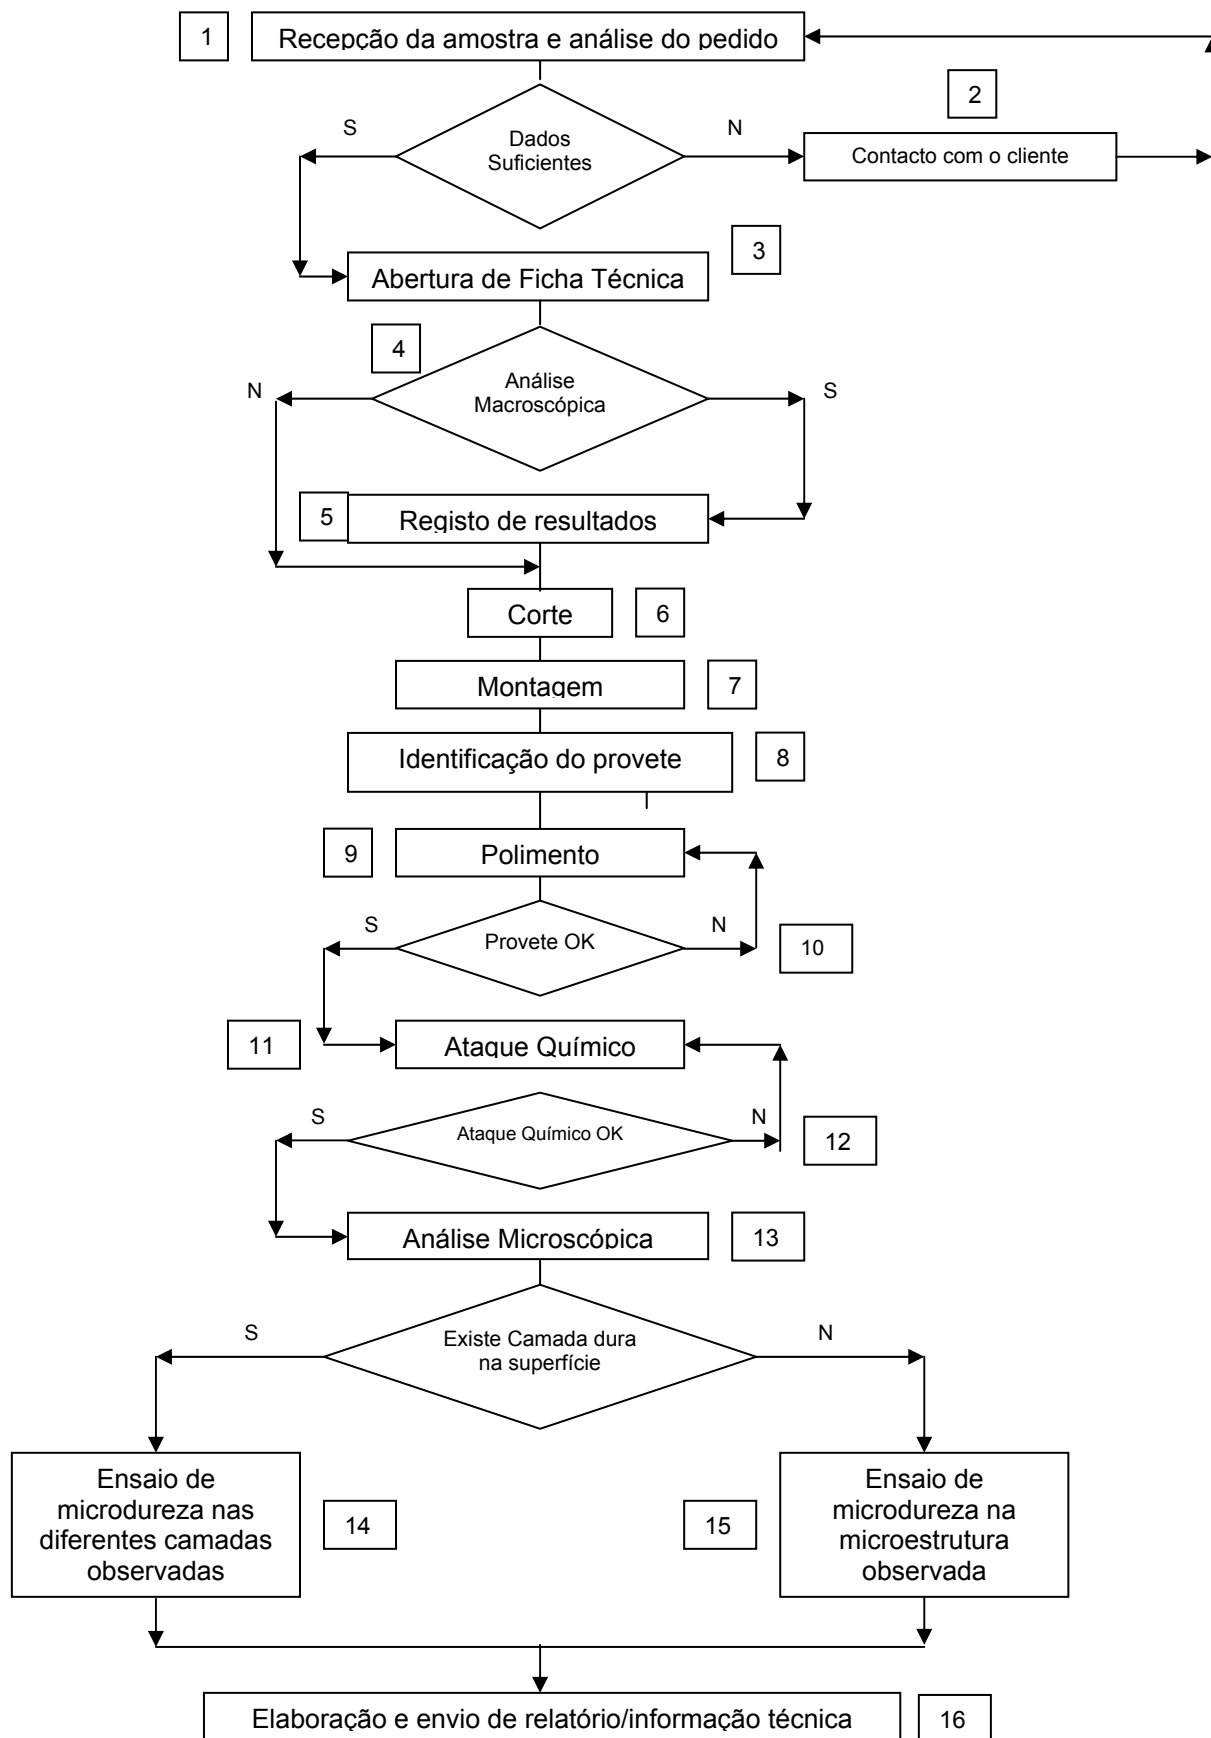 1
Recepção da amostra e análise do pedido
2
S
Dados
Suficientes
N
Contacto com o cliente
3
Abertura de Ficha Técnica
4
N
Análise
Macroscópica
S
5
Registo de resultados
Corte
6
Montagem
7
Identificação do provete
8
9
Polimento
S
Provete OK
N
10
11
Ataque Químico
S
Ataque Químico OK
N
12
Análise Microscópica
13
S
Existe Camada dura
na superfície
N
Ensaio de
microdureza nas
diferentes camadas
observadas
14
15
Ensaio de
microdureza na
microestrutura
observada
Elaboração e envio de relatório/informação técnica
16